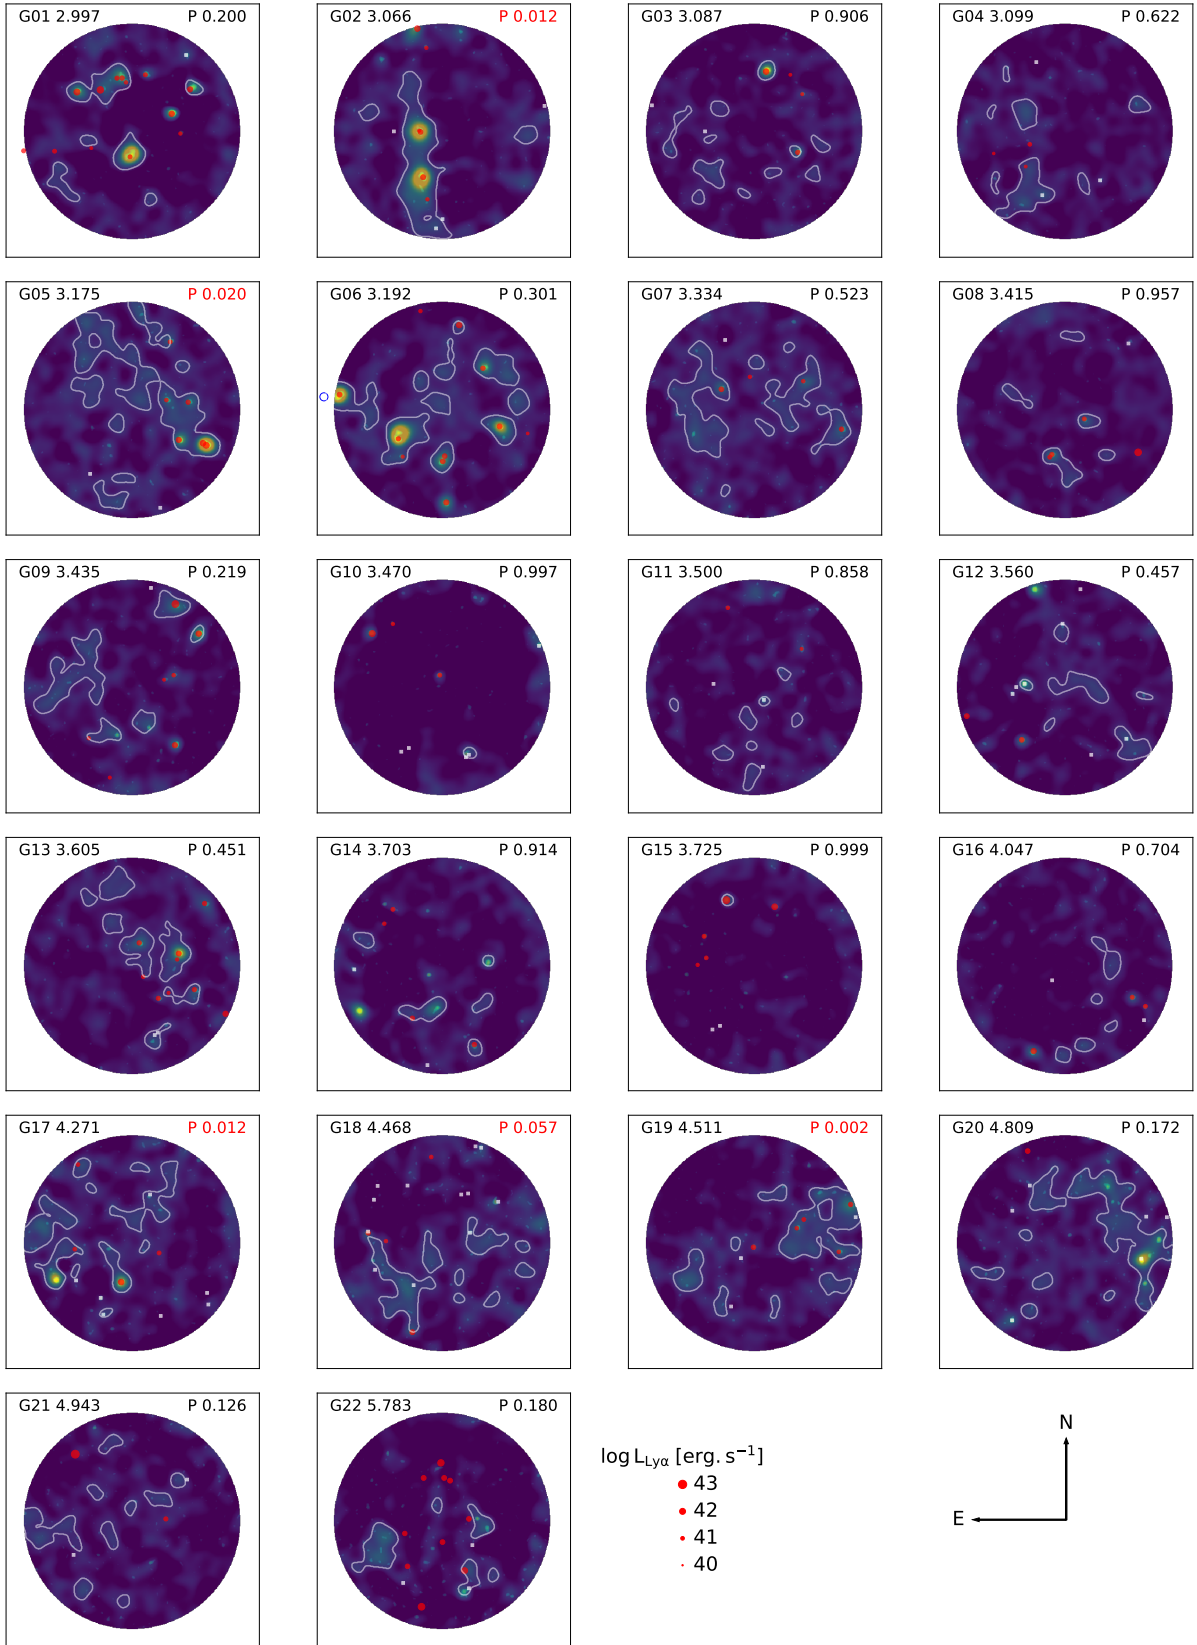 G01 2.997 P 0.200
G02 3.066 P 0.012
G03 3.087 P 0.906
G04 3.099 P 0.622
G05 3.175 P 0.020
G06 3.192 P 0.301
G07 3.334 P 0.523
G08 3.415 P 0.957
G09 3.435 P 0.219
G10 3.470 P 0.997
G11 3.500 P 0.858
G12 3.560 P 0.457
G13 3.605 P 0.451
G14 3.703 P 0.914
G15 3.725 P 0.999
G16 4.047 P 0.704
G17 4.271 P 0.012
G18 4.468 P 0.057
G19 4.511 P 0.002
G20 4.809 P 0.172
G21 4.943 P 0.126
G22 5.783 P 0.180
log L_Lyα [erg. s⁻¹]
43
42
41
40
N
E